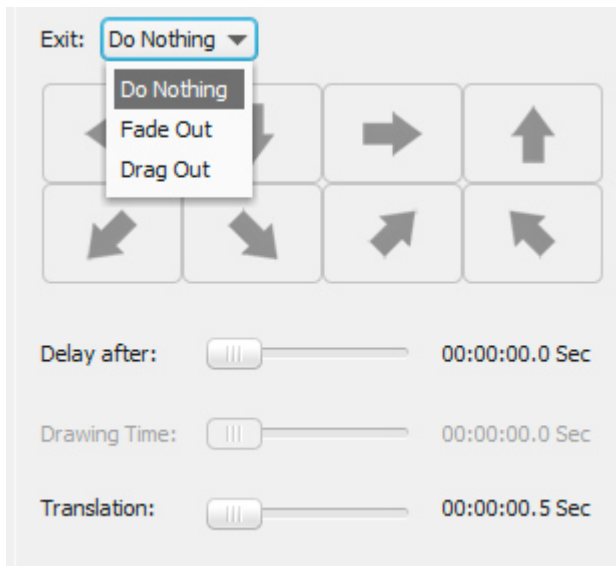 Exit: Do Nothing
Do Nothing
Fade Out
Drag Out
Delay after: 00:00:00.0 Sec
Drawing Time: 00:00:00.0 Sec
Translation: 00:00:00.5 Sec